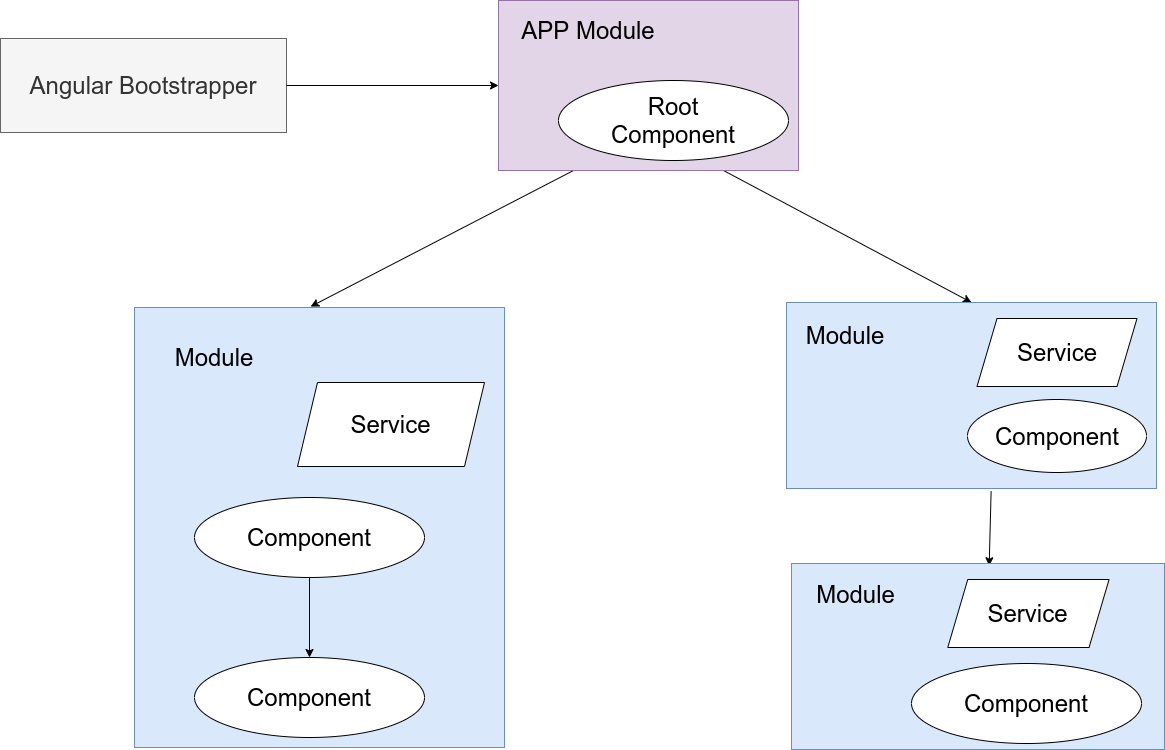 APP Module
Angular Bootstrapper
Root
Component
Module
Service
Component
Component
Module
Service
Component
Module
Service
Component